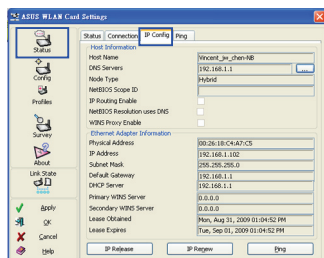 ASUS WLAN Card Settings
Status Connection IP Config Ping
Status
Config
Profiles
Survey
About
Link State
Apply
OK
Cancel
Help
Host Information
Host Name Vincent_jw_chen-NB
DNS Servers 192.168.1.1 ...
Node Type Hybrid
NetBIOS Scope ID
IP Routing Enable
NetBIOS Resolution uses DNS
WINS Proxy Enable
Ethernet Adapter Information
Physical Address 00:26:18:C4:A7:C5
IP Address 192.168.1.102
Subnet Mask 255.255.255.0
Default Gateway 192.168.1.1
DHCP Server 192.168.1.1
Primary WINS Server 0.0.0.0
Secondary WINS Server 0.0.0.0
Lease Obtained Mon, Aug 31, 2009 01:04:52 PM
Lease Expires Tue, Sep 01, 2009 01:04:52 PM
IP Release IP Renew Ping